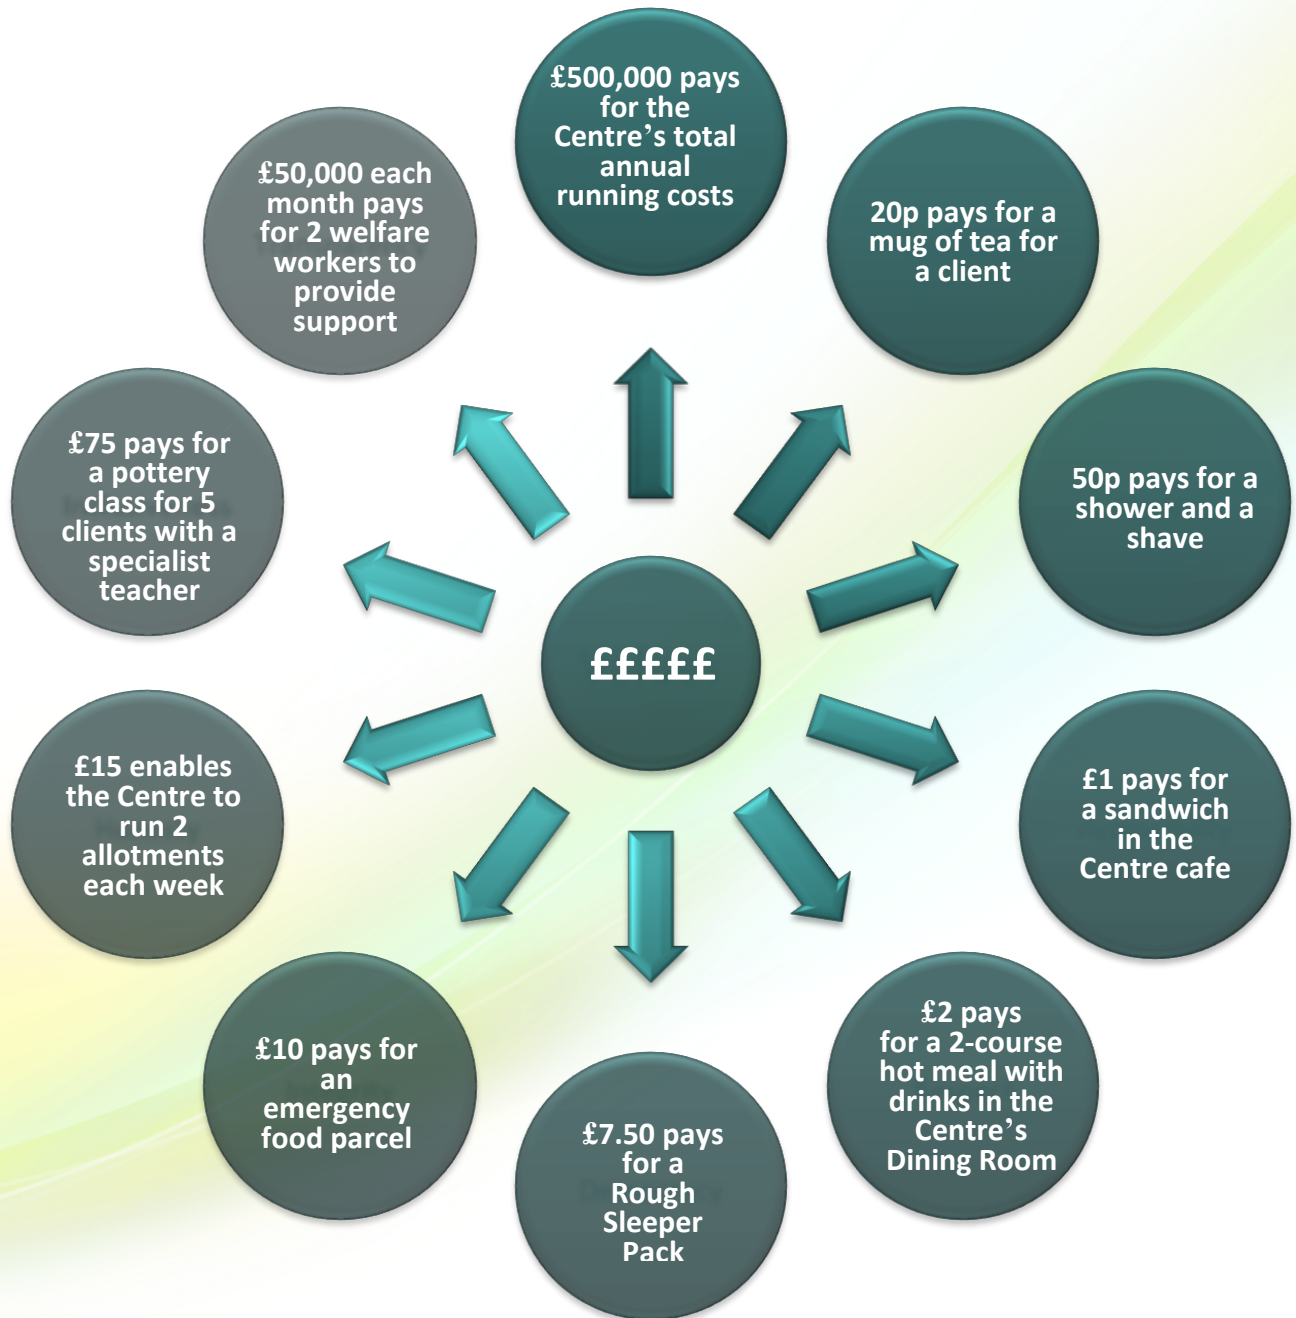 £500,000 pays
for the
Centre’s total
annual
running costs
20p pays for a
mug of tea for
a client
50p pays for a
shower and a
shave
£1 pays for
a sandwich
in the
Centre cafe
£2 pays
for a 2-course
hot meal with
drinks in the
Centre’s
Dining Room
£7.50 pays
for a
Rough
Sleeper
Pack
£10 pays for
an
emergency
food parcel
£15 enables
the Centre to
run 2
allotments
each week
£75 pays for
a pottery
class for 5
clients with a
specialist
teacher
£50,000 each
month pays
for 2 welfare
workers to
provide
support
£££££